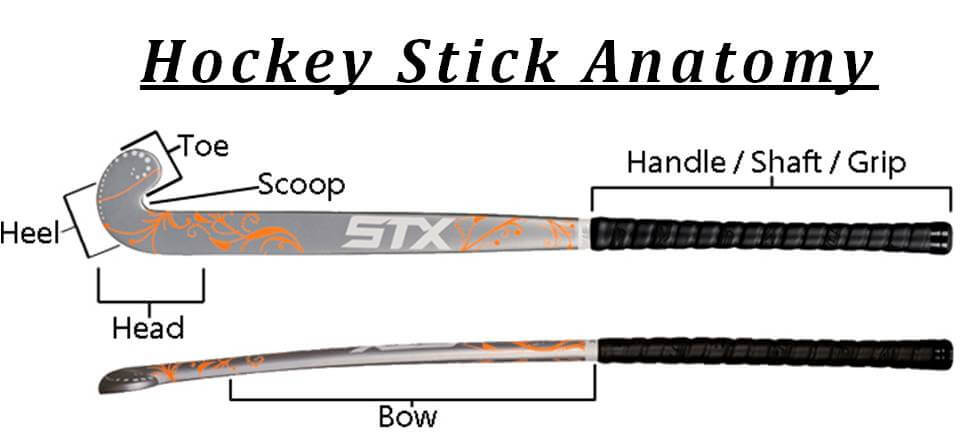 Hockey Stick Anatomy
Toe
Handle / Shaft / Grip
Scoop
Heel
STX
Head
Bow